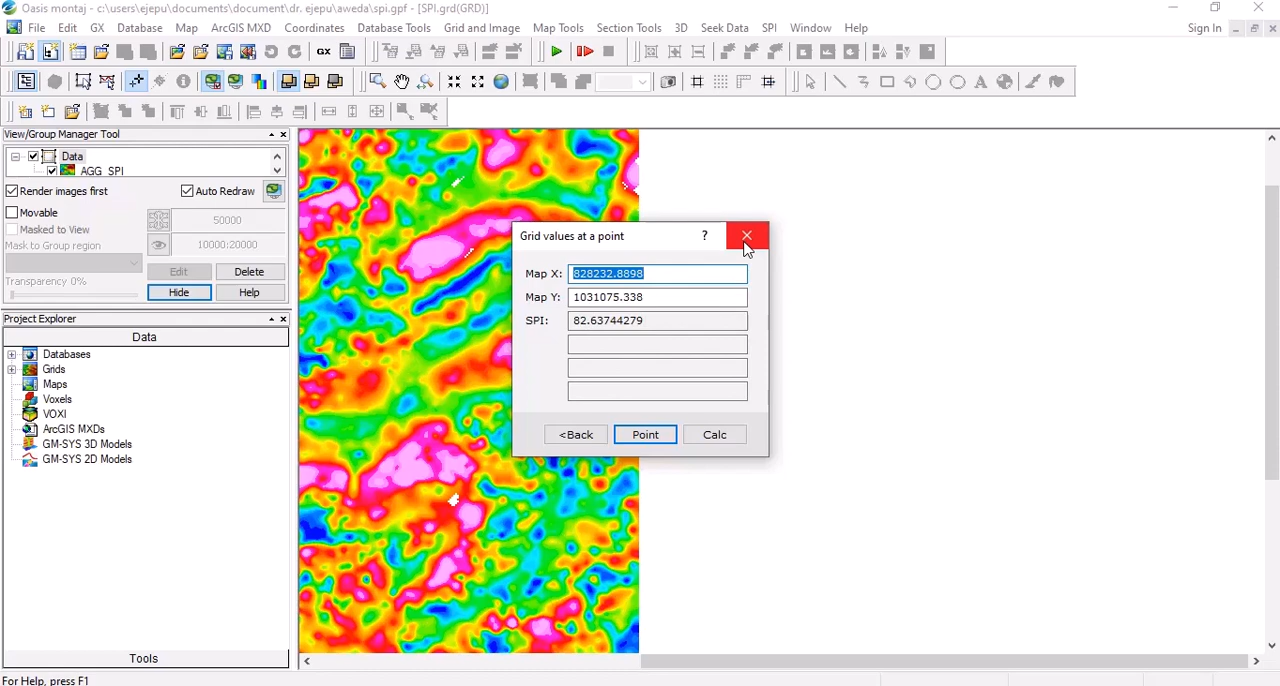 Oasis montaj - c:\users\ejepu\documents\document\dr. ejepu\aweda\spi.gpf - [SPI.grd(GRD)]
File Edit GX Database Map ArcGIS MXD Coordinates Database Tools Grid and Image Map Tools Section Tools 3D Seek Data SPI Window Help Sign In
GX
View/Group Manager Tool
Data
AGG_SPI
Render images first Auto Redraw
Movable 50000
Masked to View
Mask to Group region 10000:20000
Edit Delete
Transparency 0%
Hide Help
Project Explorer
Data
Databases
Grids
Maps
Voxels
VOXI
ArcGIS MXDs
GM-SYS 3D Models
GM-SYS 2D Models
Tools
For Help, press F1
Grid values at a point ?
Map X: 828232.8898
Map Y: 1031075.338
SPI: 82.63744279
<Back Point Calc